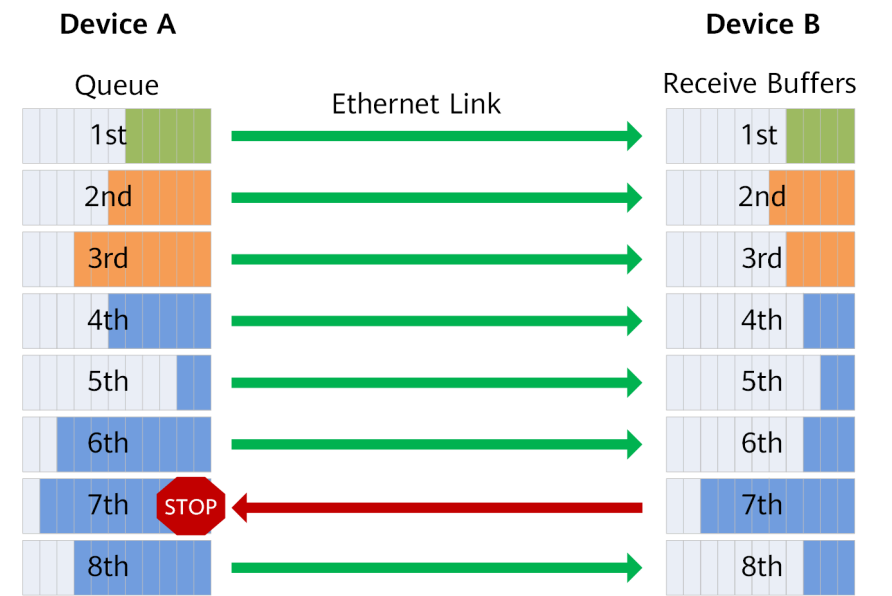 Device A
Device B
Queue
Ethernet Link
Receive Buffers
1st
1st
2nd
2nd
3rd
3rd
4th
4th
5th
5th
6th
6th
7th
STOP
7th
8th
8th